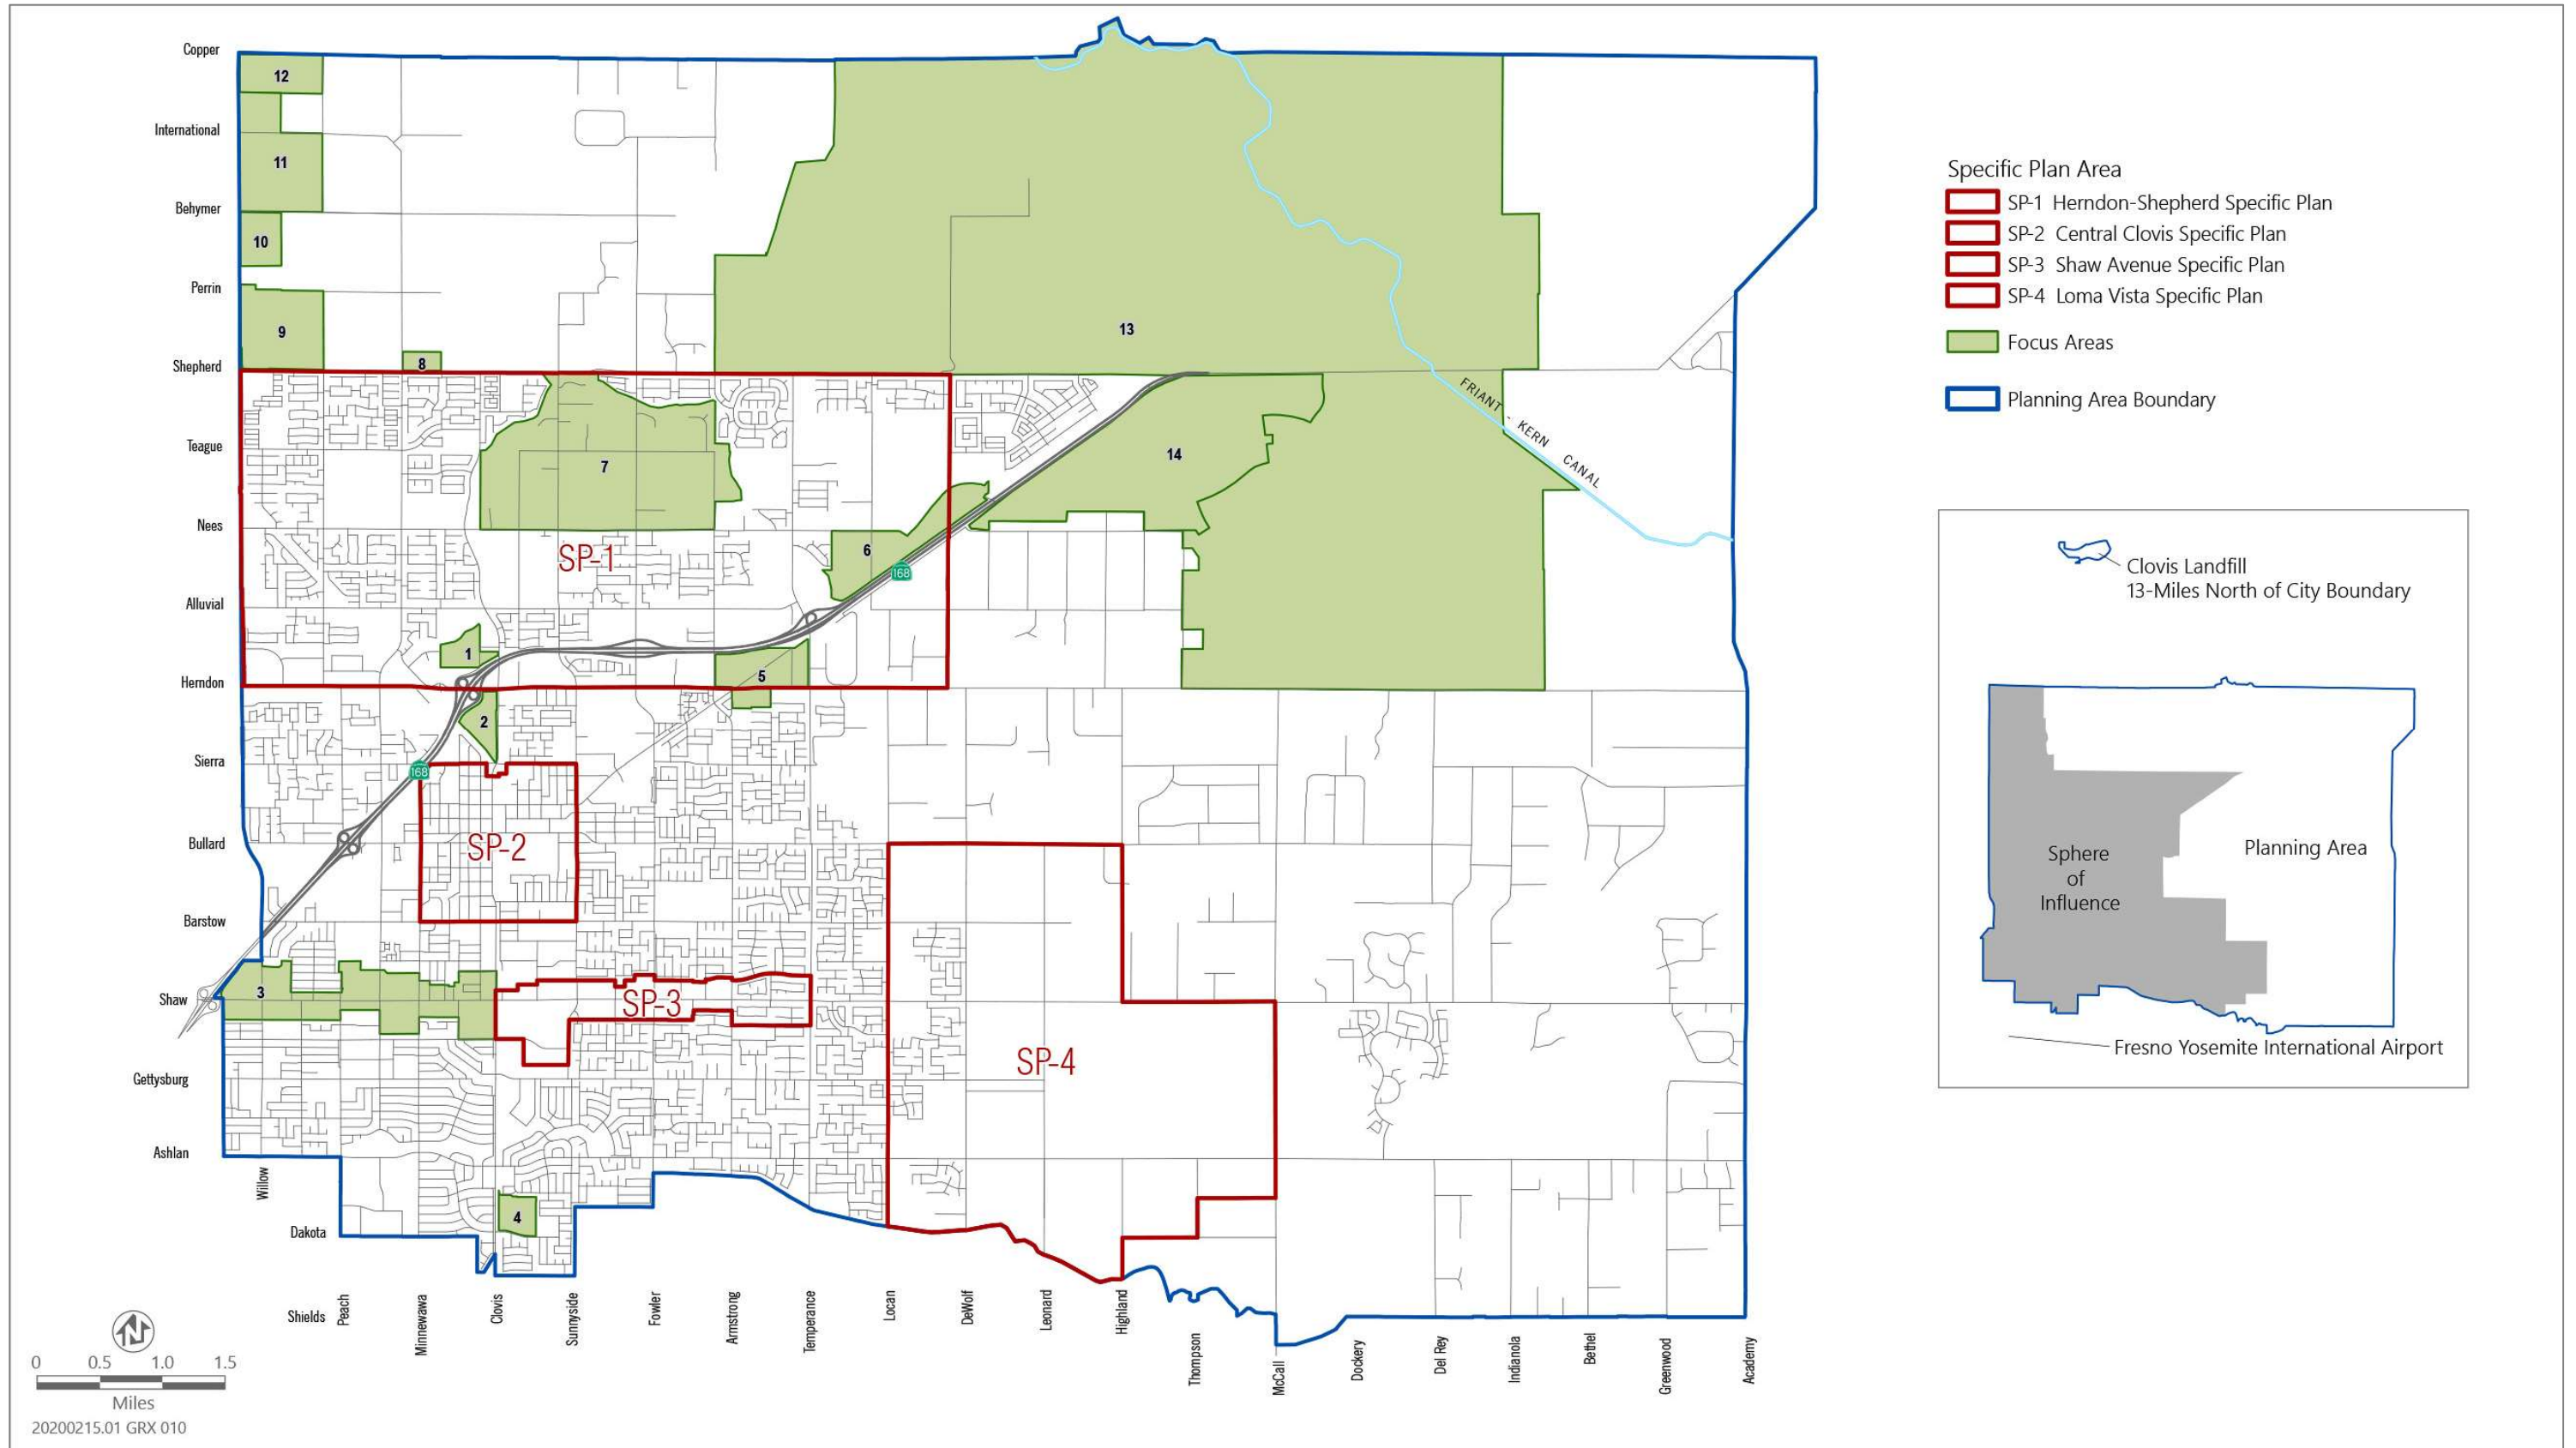 Copper
International
Behymer
Perrin
Shepherd
Teague
Nees
Alluvial
Herndon
Sierra
Bullard
Barstow
Shaw
Gettysburg
Ashlan
Dakota
Shields
12
11
10
9
8
13
7
14
6
SP-1
168
1
5
2
168
SP-2
3
SP-3
SP-4
4
FRIANT - KERN CANAL
Willow
Peach
Minnewawa
Clovis
Sunnyside
Fowler
Armstrong
Temperance
Locan
DeWolf
Leonard
Highland
Thompson
McCall
Dockery
Del Rey
Indianola
Bethel
Greenwood
Academy
Specific Plan Area
SP-1 Herndon-Shepherd Specific Plan
SP-2 Central Clovis Specific Plan
SP-3 Shaw Avenue Specific Plan
SP-4 Loma Vista Specific Plan
Focus Areas
Planning Area Boundary
Clovis Landfill
13-Miles North of City Boundary
Sphere
of
Influence
Planning Area
Fresno Yosemite International Airport
N
0 0.5 1.0 1.5
Miles
20200215.01 GRX 010